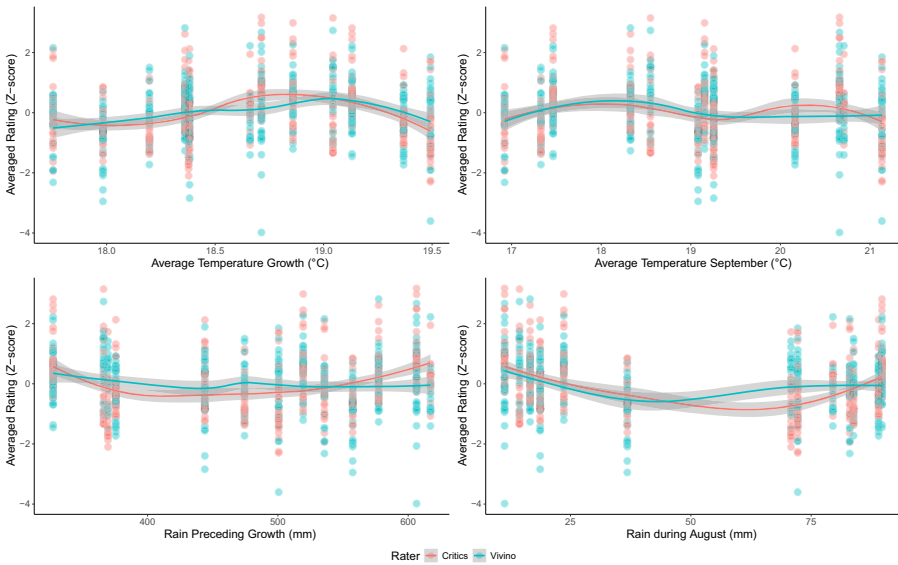 Averaged Rating (Z−score)
2
0
−2
−4
18.0 18.5 19.0 19.5
Average Temperature Growth (°C)
Averaged Rating (Z−score)
2
0
−2
−4
17 18 19 20 21
Average Temperature September (°C)
Averaged Rating (Z−score)
2
0
−2
−4
400 500 600
Rain Preceding Growth (mm)
Averaged Rating (Z−score)
2
0
−2
−4
25 50 75
Rain during August (mm)
Rater Critics Vivino